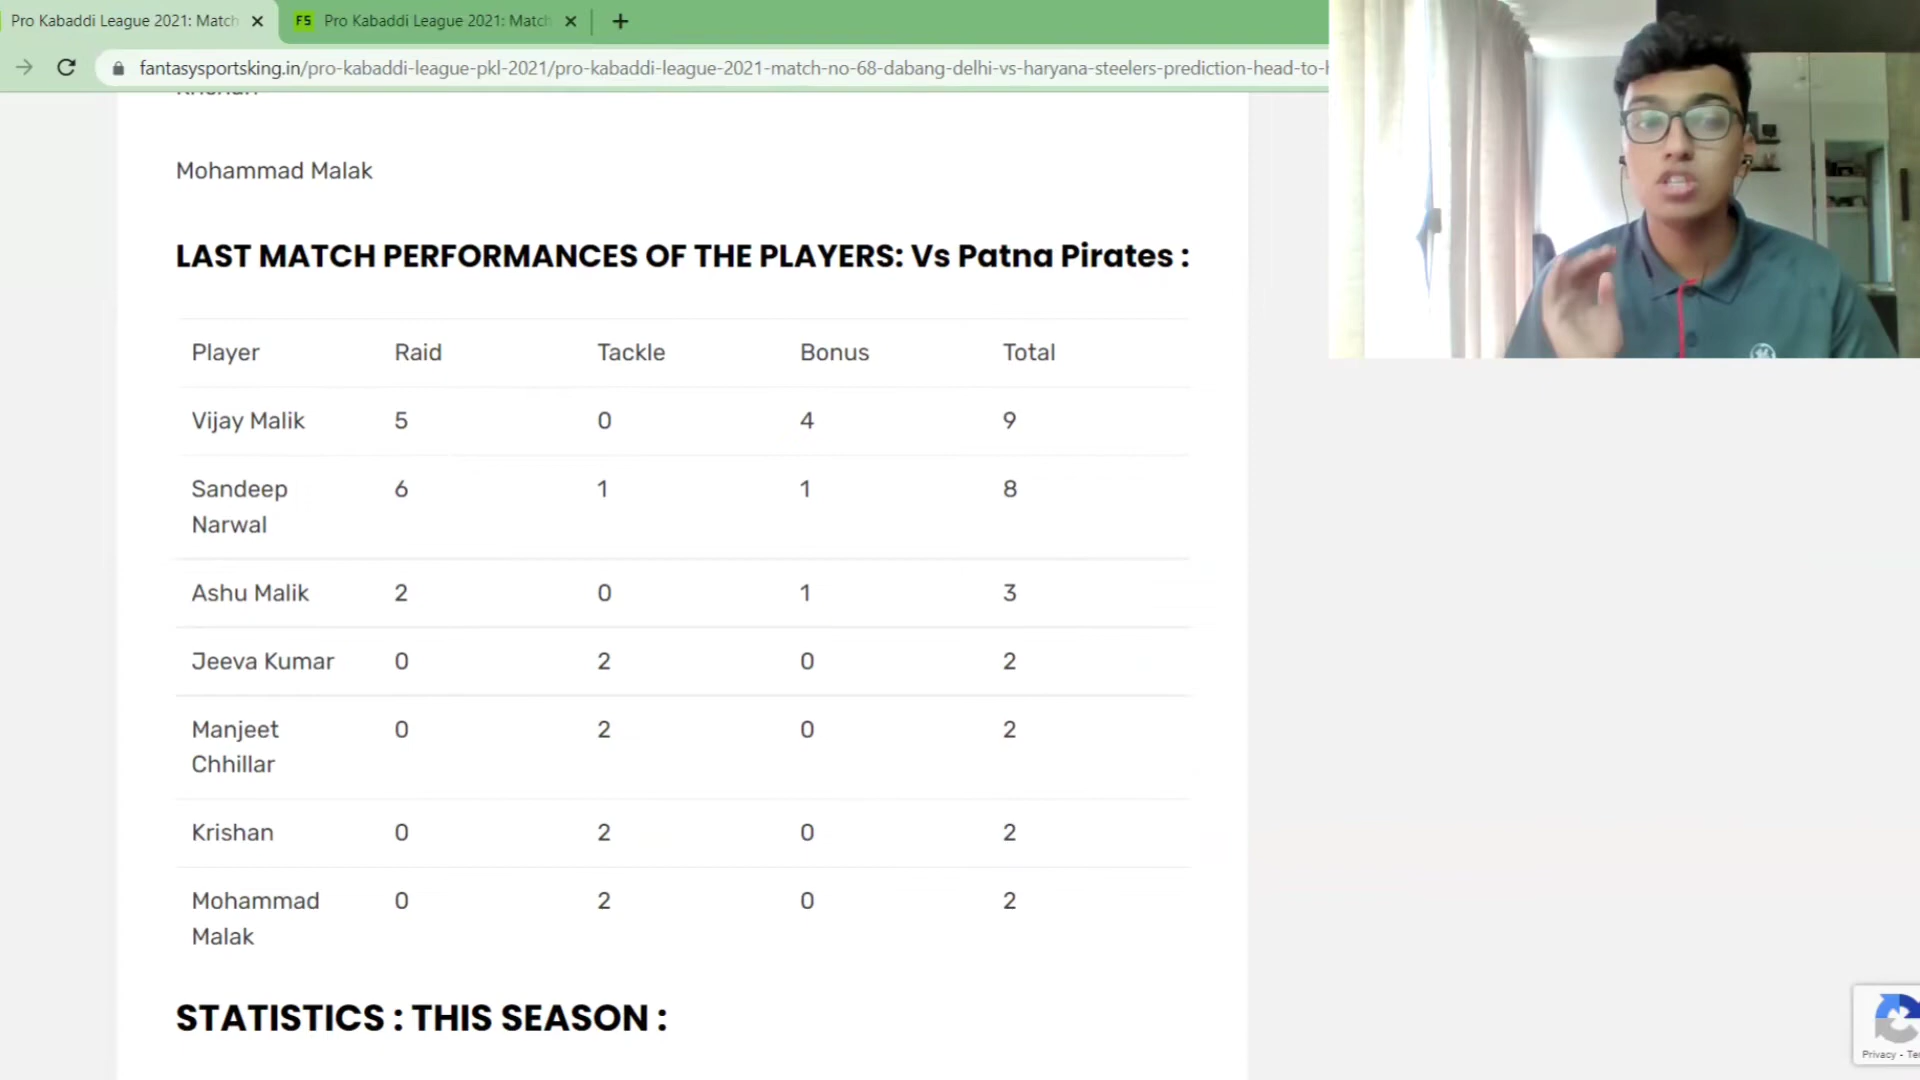 Pro Kabaddi League 2021: Match
FS Pro Kabaddi League 2021: Match
fantasysportsking.in/pro-kabaddi-league-pkl-2021/pro-kabaddi-league-2021-match-no-68-dabang-delhi-vs-haryana-steelers-prediction-head-to-h
Mohammad Malak
LAST MATCH PERFORMANCES OF THE PLAYERS: Vs Patna Pirates :
Player Raid Tackle Bonus Total
Vijay Malik 5 0 4 9
Sandeep
Narwal 6 1 1 8
Ashu Malik 2 0 1 3
Jeeva Kumar 0 2 0 2
Manjeet
Chhillar 0 2 0 2
Krishan 0 2 0 2
Mohammad
Malak 0 2 0 2
STATISTICS : THIS SEASON :
Privacy - Te